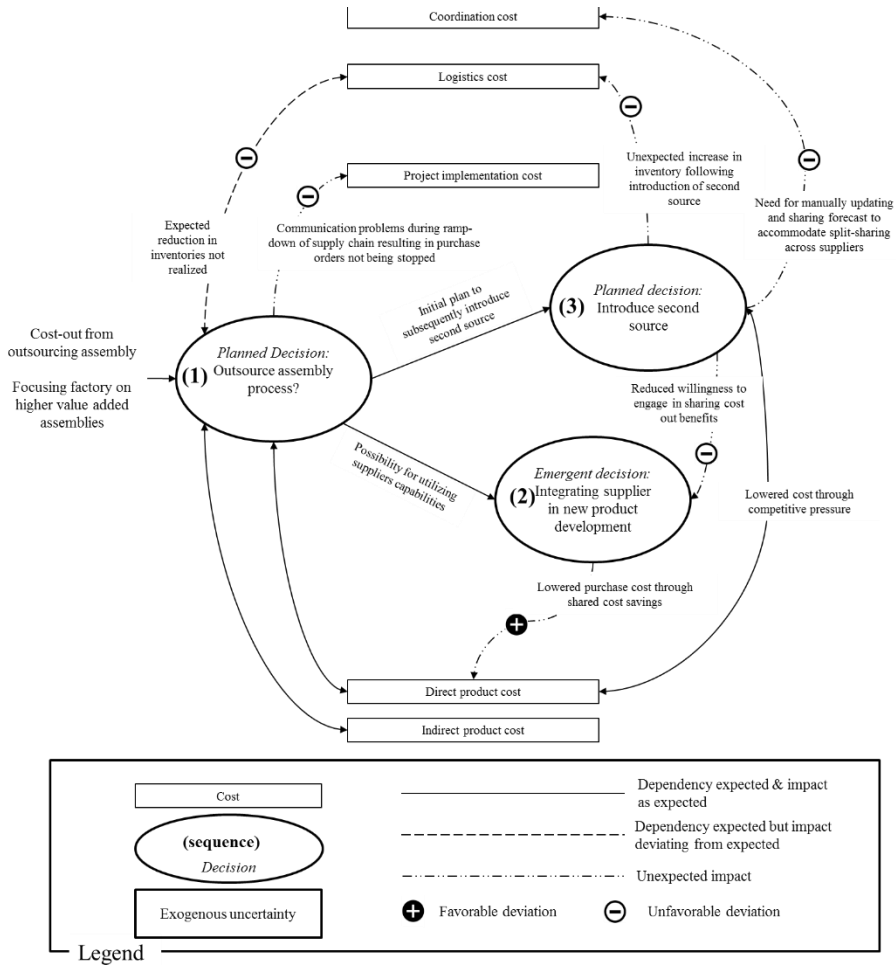 Coordination cost
Logistics cost
Project implementation cost
Unexpected increase in
inventory following
introduction of second
source
Need for manually updating
and sharing forecast to
accommodate split-sharing
across suppliers
Expected
reduction in
inventories not
realized
Communication problems during ramp-
down of supply chain resulting in purchase
orders not being stopped
Initial plan to
subsequently introduce
second source
Planned decision:
(3) Introduce second
source
Cost-out from
outsourcing assembly
Focusing factory on
higher value added
assemblies
Planned Decision:
(1) Outsource assembly
process?
Reduced willingness to
engage in sharing cost
out benefits
Possibility for utilizing
suppliers capabilities
Emergent decision:
(2) Integrating supplier
in new product
development
Lowered cost through
competitive pressure
Lowered purchase cost through
shared cost savings
Direct product cost
Indirect product cost
Cost
(sequence)
Decision
Exogenous uncertainty
Dependency expected & impact
as expected
Dependency expected but impact
deviating from expected
Unexpected impact
Favorable deviation
Unfavorable deviation
Legend